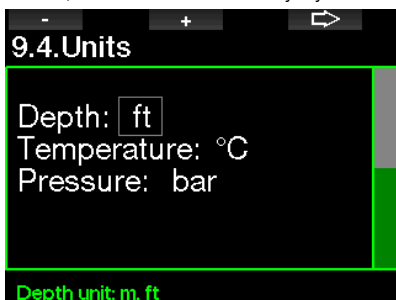 - +
9.4.Units
Depth: ft
Temperature: °C
Pressure: bar
Depth unit: m, ft